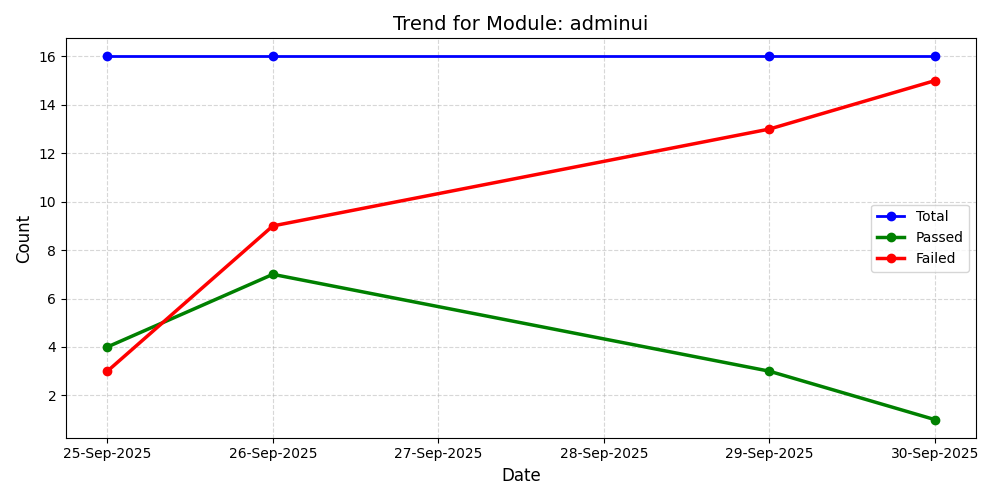 Trend for Module: adminui
Count
16
14
12
10
8
6
4
2
Total
Passed
Failed
25-Sep-2025 26-Sep-2025 27-Sep-2025 28-Sep-2025 29-Sep-2025 30-Sep-2025
Date